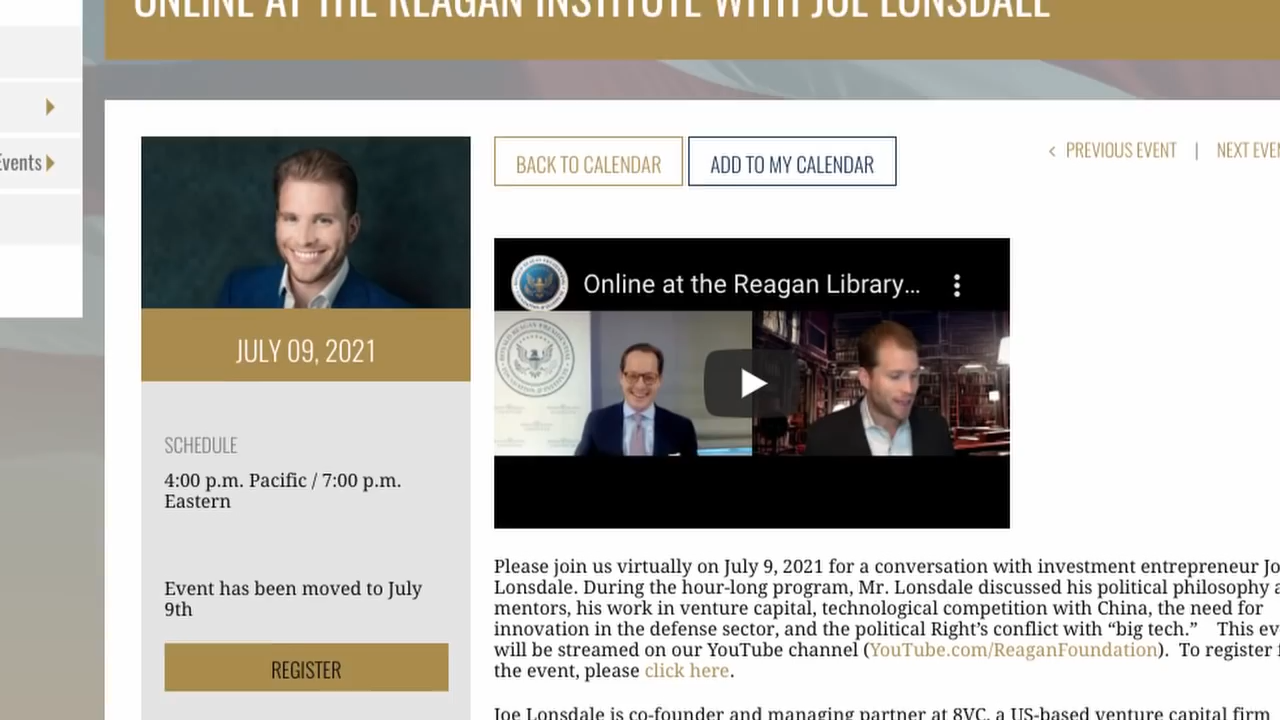 ONLINE AT THE REAGAN INSTITUTE WITH JOE LONSDALE
Events
BACK TO CALENDAR
ADD TO MY CALENDAR
< PREVIOUS EVENT | NEXT EVEN
Online at the Reagan Library...
JULY 09, 2021
SCHEDULE
4:00 p.m. Pacific / 7:00 p.m.
Eastern
Event has been moved to July
9th
REGISTER
Please join us virtually on July 9, 2021 for a conversation with investment entrepreneur Jo
Lonsdale. During the hour-long program, Mr. Lonsdale discussed his political philosophy a
mentors, his work in venture capital, technological competition with China, the need for
innovation in the defense sector, and the political Right’s conflict with “big tech.” This ev
will be streamed on our YouTube channel (YouTube.com/ReaganFoundation). To register f
the event, please click here.
Joe Lonsdale is co-founder and managing partner at 8VC, a US-based venture capital firm